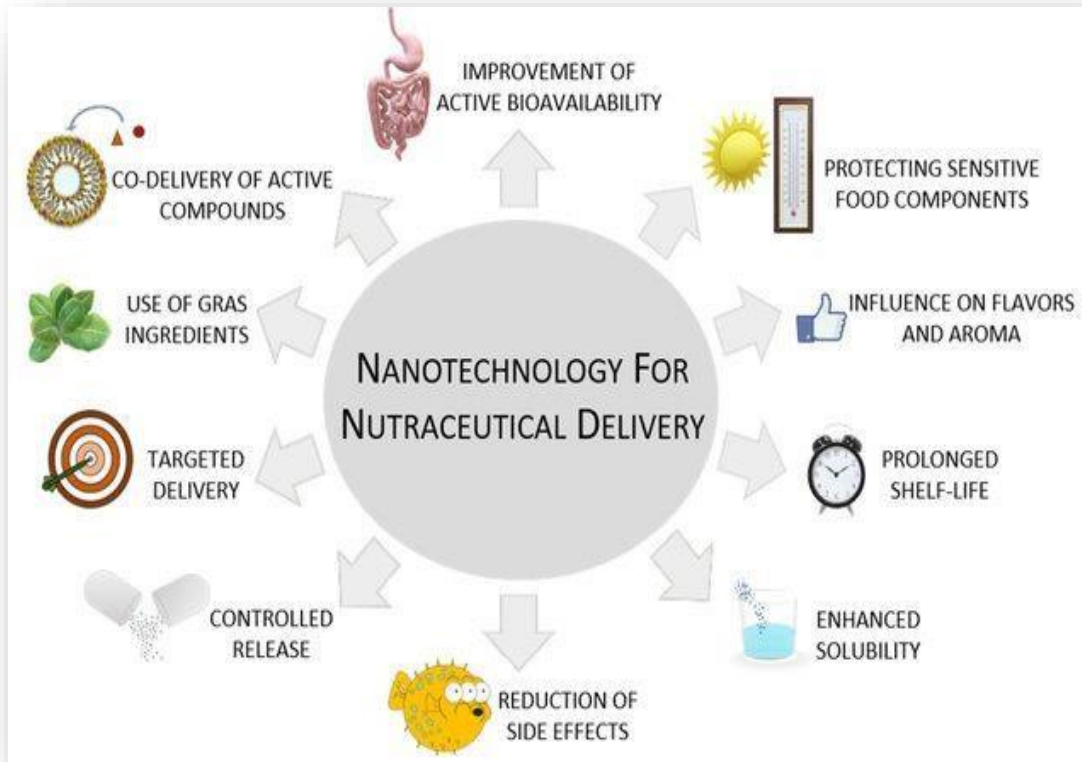 NANOTECHNOLOGY FOR
NUTRACEUTICAL DELIVERY
IMPROVEMENT OF
ACTIVE BIOAVAILABILITY
PROTECTING SENSITIVE
FOOD COMPONENTS
INFLUENCE ON FLAVORS
AND AROMA
PROLONGED
SHELF-LIFE
ENHANCED
SOLUBILITY
REDUCTION OF
SIDE EFFECTS
CONTROLLED
RELEASE
TARGETED
DELIVERY
USE OF GRAS
INGREDIENTS
CO-DELIVERY OF ACTIVE
COMPOUNDS